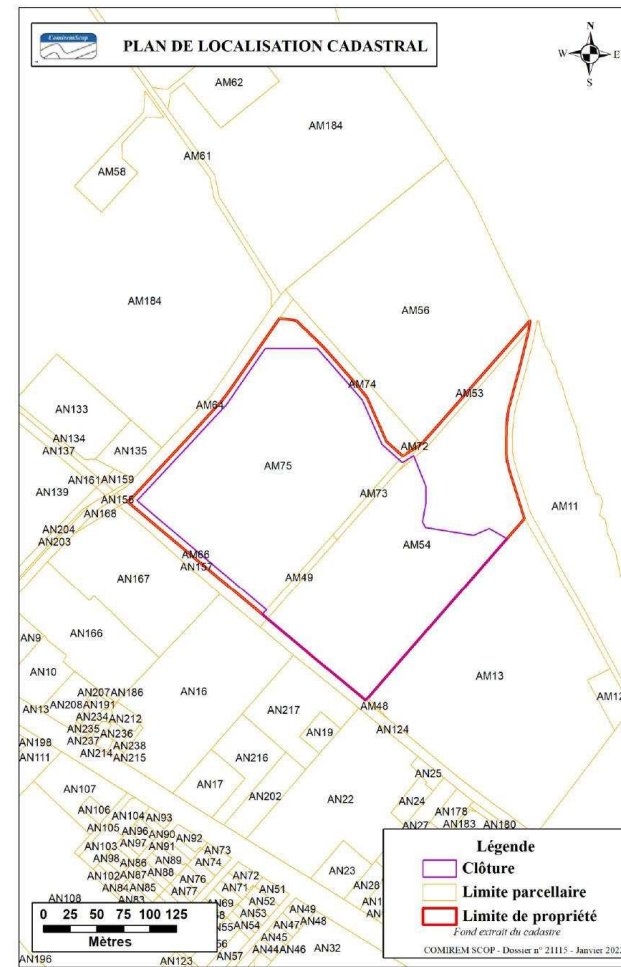 ComiremScop
PLAN DE LOCALISATION CADASTRAL
N
W E
S
AM62
AM184
AM61
AM58
AM184
AM56
AM74
AM53
AM64
AN133
AM72
AN134
AN135
AN137
AM75
AN161 AN159
AN139
AM73
AN168
AM11
AN204
AN203
AM54
AM66
AN157
AN167
AM49
AN9
AN166
AN10
AM13
AN207 AN186
AN16
AM12
AN13 AN208 AN191
AN217
AM48
AN234 AN212
AN235 AN236
AN19
AN124
AN198 AN237 AN238
AN111 AN214 AN215
AN216
AN25
AN17
AN107
AN202
AN22
AN24
AN178
AN106 AN104 AN93
AN27 AN183 AN180
AN105 AN96 AN90 AN92
AN103 AN97 AN91
AN73
AN98 AN86 AN89 AN74
AN102 AN87 AN88 AN76 AN72
AN23
AN84 AN85 AN77 AN71 AN51
AN28
AN108 AN83
AN69 AN52
AN53 AN49
AN54 AN47 AN48
AN45
AN44 AN46 AN32
AN196
AN123
AN57
Légende
Clôture
Limite parcellaire
Limite de propriété
Fond extrait du cadastre
COMIREM SCOP - Dossier n° 21115 - Janvier
0 25 50 75 100 125
Mètres